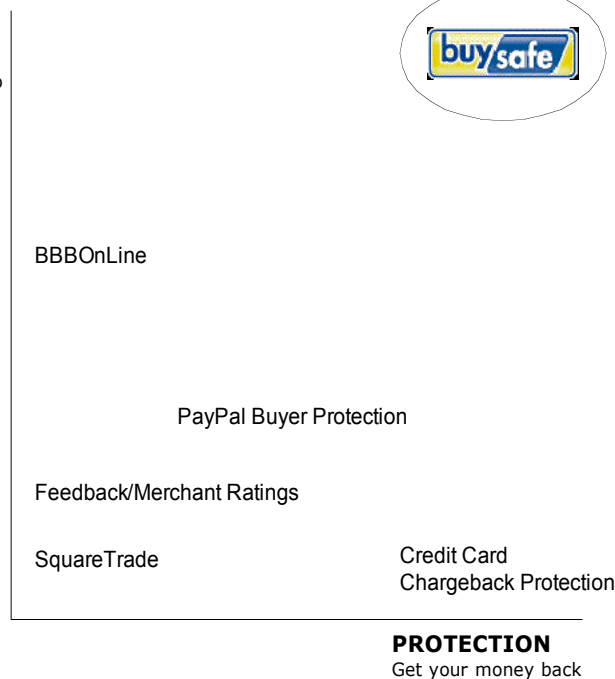 buysafe
BBBOnLine
PayPal Buyer Protection
Feedback/Merchant Ratings
SquareTrade
Credit Card
Chargeback Protection
PROTECTION
Get your money back